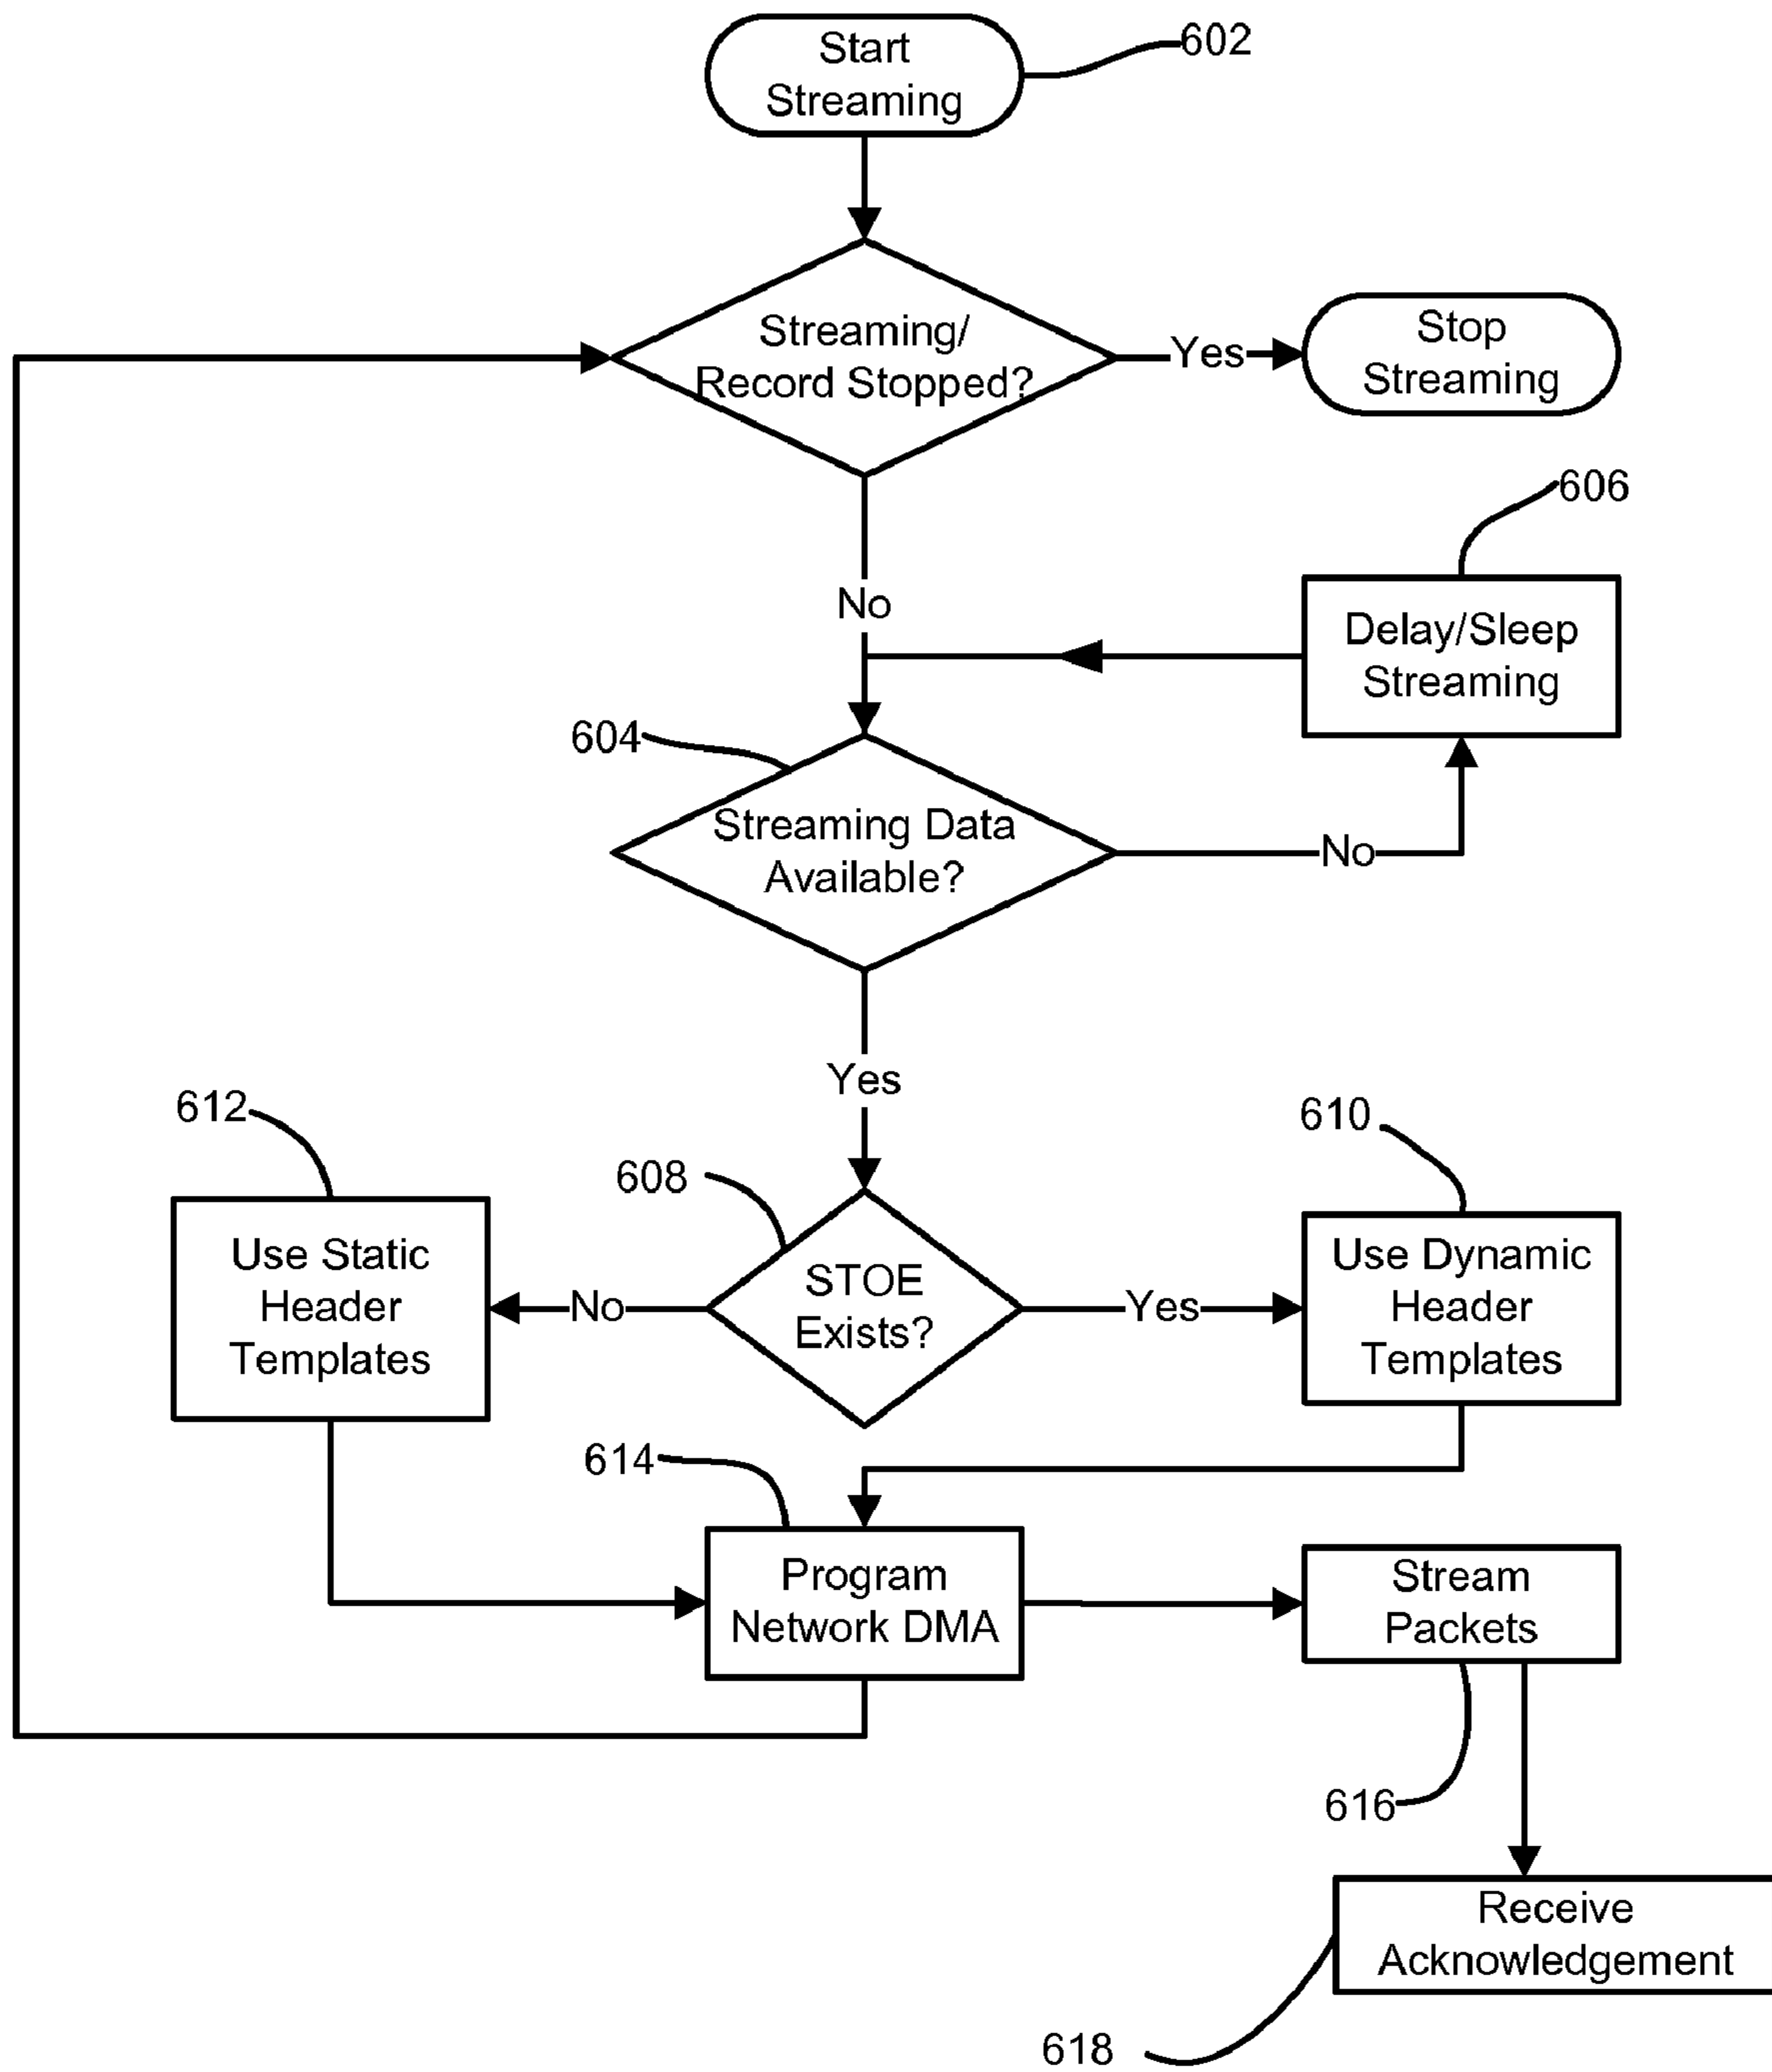 Start
Streaming
602
Streaming/
Record Stopped?
Yes
Stop
Streaming
606
No
Delay/Sleep
Streaming
604
Streaming Data
Available?
No
Yes
612
610
608
Use Static
Header
Templates
No
STOE
Exists?
Yes
Use Dynamic
Header
Templates
614
Program
Network DMA
Stream
Packets
616
Receive
Acknowledgement
618